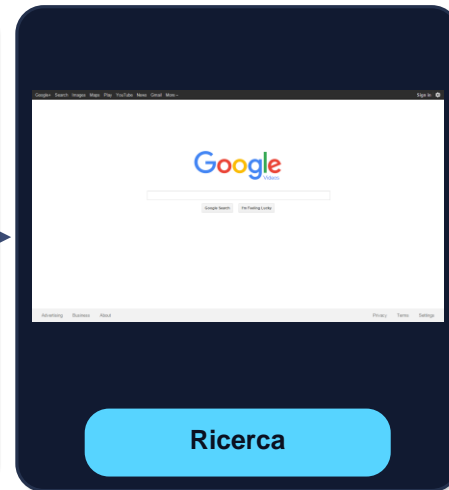 Google+ Search Images Maps Play YouTube News Gmail More Sign in
Google
Videos
Google Search I'm Feeling Lucky
Advertising Business About Privacy Terms Settings
Ricerca